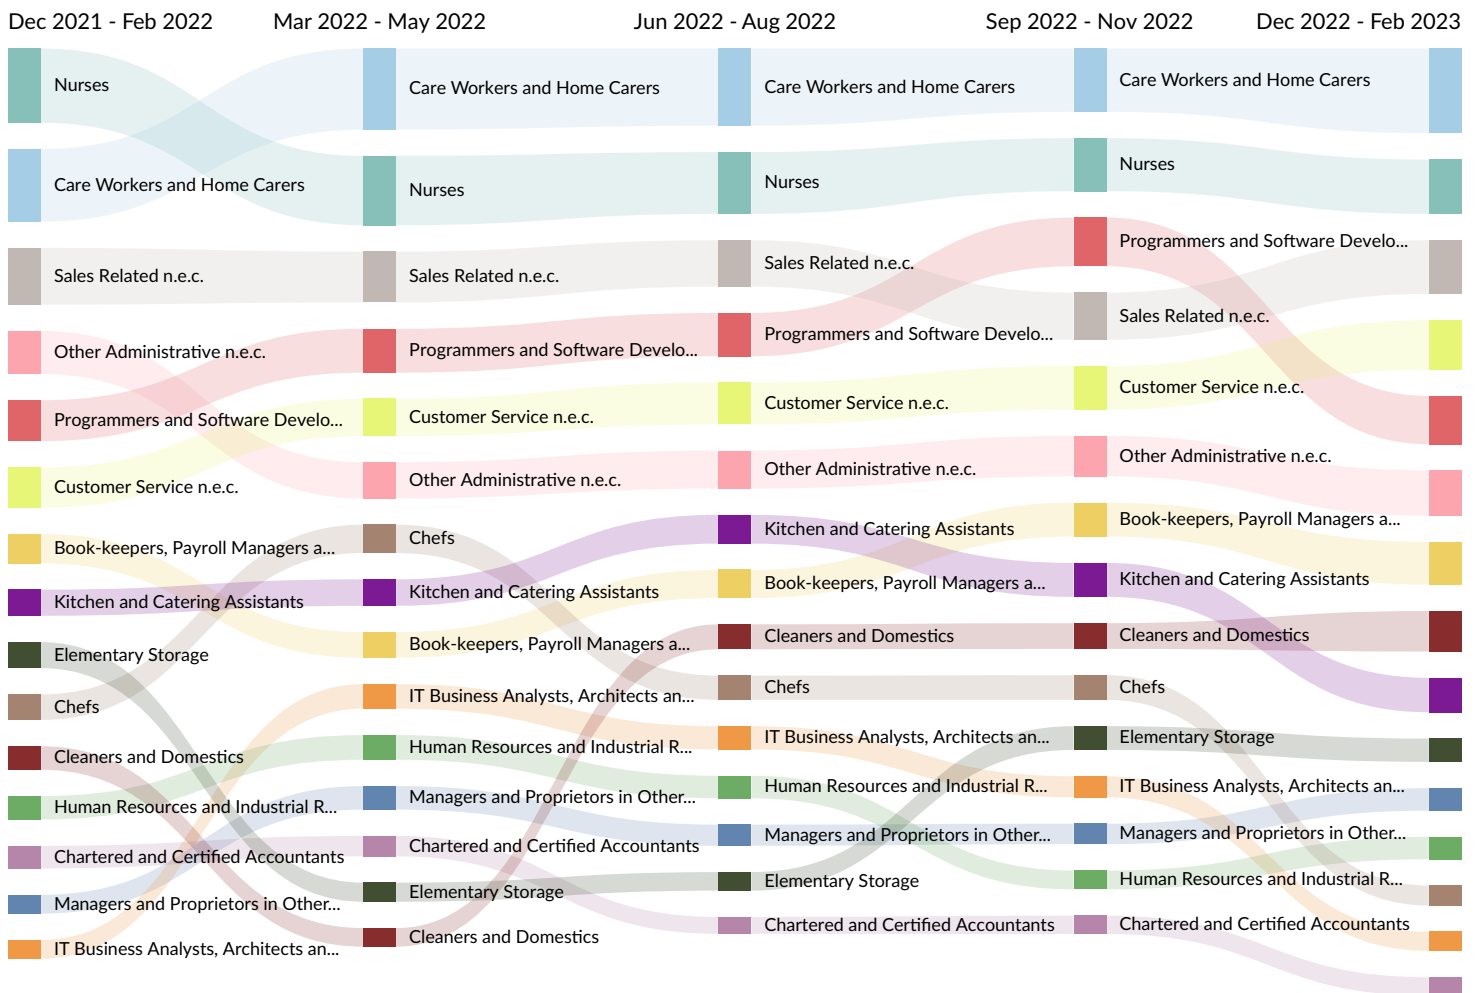 Dec 2021 - Feb 2022
Mar 2022 - May 2022
Jun 2022 - Aug 2022
Sep 2022 - Nov 2022
Dec 2022 - Feb 2023
Nurses
Care Workers and Home Carers
Sales Related n.e.c.
Other Administrative n.e.c.
Programmers and Software Develo...
Customer Service n.e.c.
Book-keepers, Payroll Managers a...
Kitchen and Catering Assistants
Elementary Storage
Chefs
Cleaners and Domestics
Human Resources and Industrial R...
Chartered and Certified Accountants
Managers and Proprietors in Other...
IT Business Analysts, Architects an...
Care Workers and Home Carers
Nurses
Sales Related n.e.c.
Programmers and Software Develo...
Customer Service n.e.c.
Other Administrative n.e.c.
Chefs
Kitchen and Catering Assistants
Book-keepers, Payroll Managers a...
IT Business Analysts, Architects an...
Human Resources and Industrial R...
Managers and Proprietors in Other...
Chartered and Certified Accountants
Elementary Storage
Cleaners and Domestics
Care Workers and Home Carers
Nurses
Sales Related n.e.c.
Programmers and Software Develo...
Customer Service n.e.c.
Other Administrative n.e.c.
Kitchen and Catering Assistants
Book-keepers, Payroll Managers a...
Cleaners and Domestics
Chefs
IT Business Analysts, Architects an...
Human Resources and Industrial R...
Managers and Proprietors in Other...
Elementary Storage
Chartered and Certified Accountants
Care Workers and Home Carers
Nurses
Programmers and Software Develo...
Sales Related n.e.c.
Customer Service n.e.c.
Other Administrative n.e.c.
Book-keepers, Payroll Managers a...
Kitchen and Catering Assistants
Cleaners and Domestics
Chefs
Elementary Storage
IT Business Analysts, Architects an...
Managers and Proprietors in Other...
Human Resources and Industrial R...
Chartered and Certified Accountants